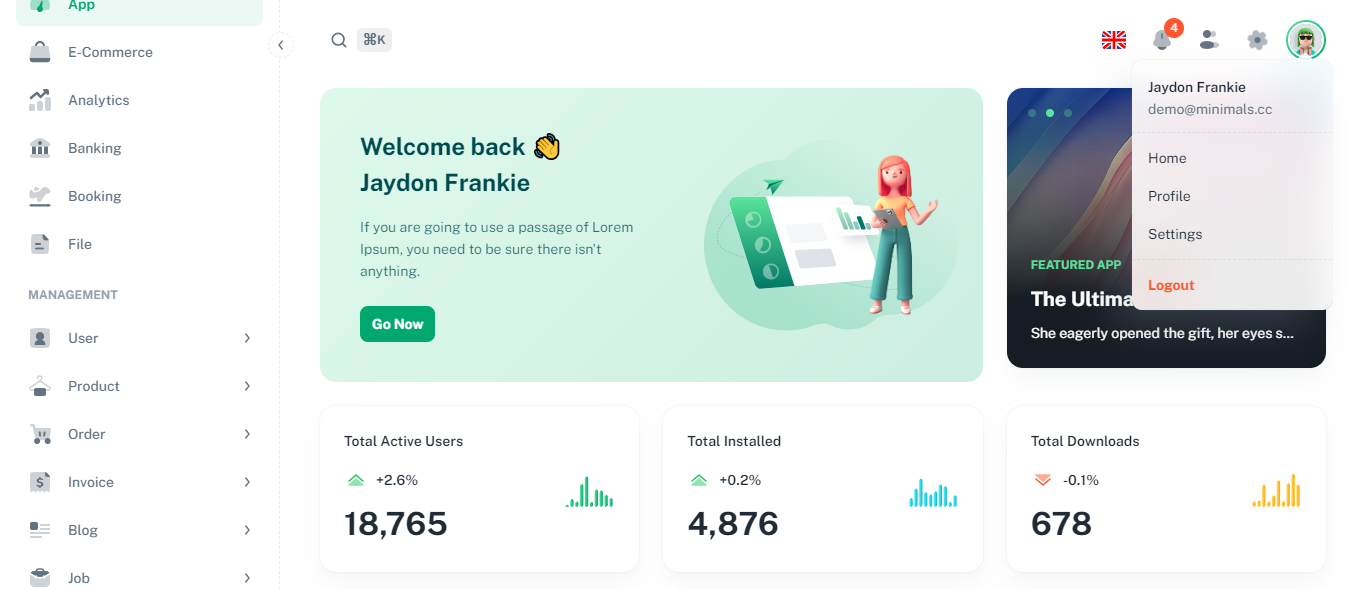 App
E-Commerce
Analytics
Banking
Booking
File
MANAGEMENT
User
Product
Order
Invoice
Blog
Job
⌘K
4
Jaydon Frankie
demo@minimals.cc
Home
Profile
Settings
Logout
Welcome back 👋
Jaydon Frankie
If you are going to use a passage of Lorem
Ipsum, you need to be sure there isn't
anything.
Go Now
FEATURED APP
The Ultima
She eagerly opened the gift, her eyes s...
Total Active Users
+2.6%
18,765
Total Installed
+0.2%
4,876
Total Downloads
-0.1%
678